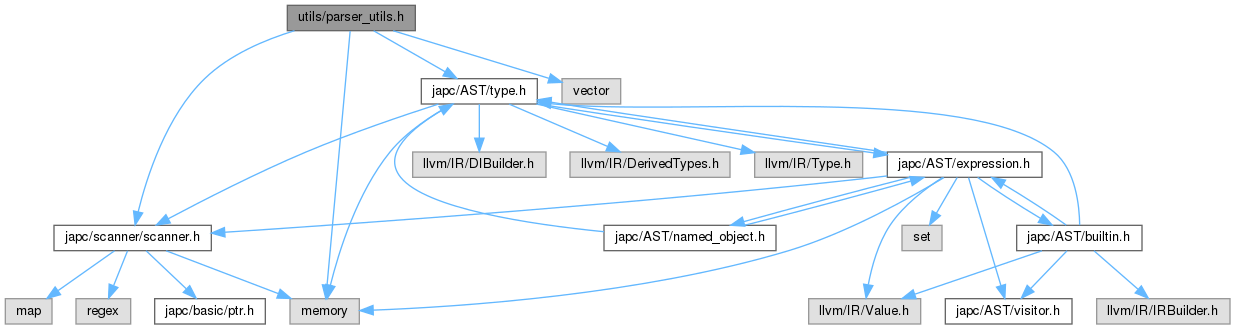 utils/parser_utils.h
japc/AST/type.h
vector
llvm/IR/DIBuilder.h
llvm/IR/DerivedTypes.h
llvm/IR/Type.h
japc/AST/expression.h
japc/scanner/scanner.h
japc/AST/named_object.h
set
japc/AST/builtin.h
map
regex
japc/basic/ptr.h
memory
llvm/IR/Value.h
japc/AST/visitor.h
llvm/IR/IRBuilder.h